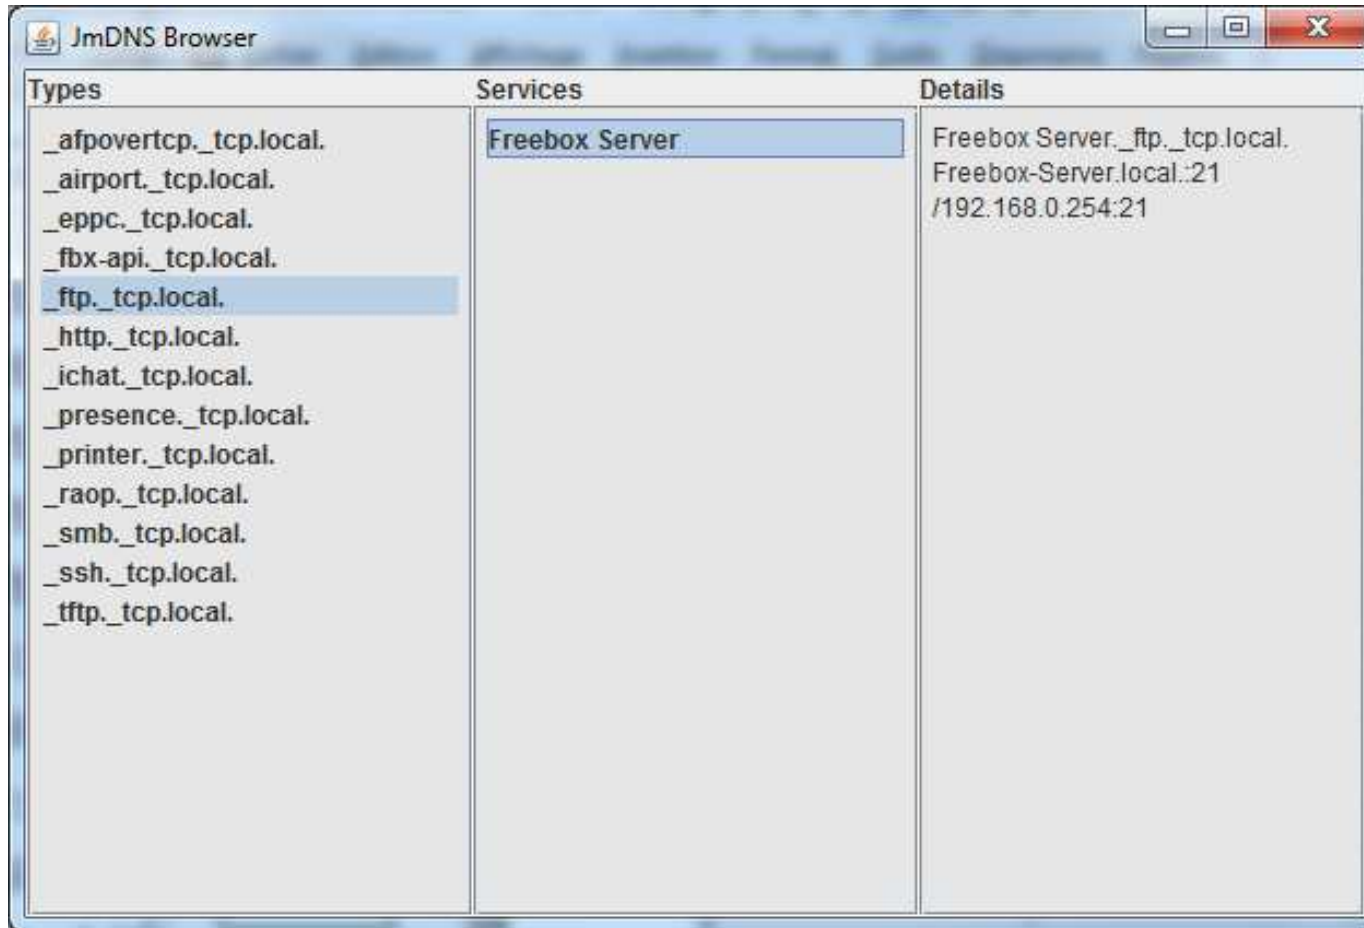 JmDNS Browser
Types
_afpovertcp._tcp.local.
_airport._tcp.local.
_eppc._tcp.local.
_fbx-api._tcp.local.
_ftp._tcp.local.
_http._tcp.local.
_ichat._tcp.local.
_presence._tcp.local.
_printer._tcp.local.
_raop._tcp.local.
_smb._tcp.local.
_ssh._tcp.local.
_tftp._tcp.local.
Services
Freebox Server
Details
Freebox Server._ftp._tcp.local.
Freebox-Server.local.:21
/192.168.0.254:21